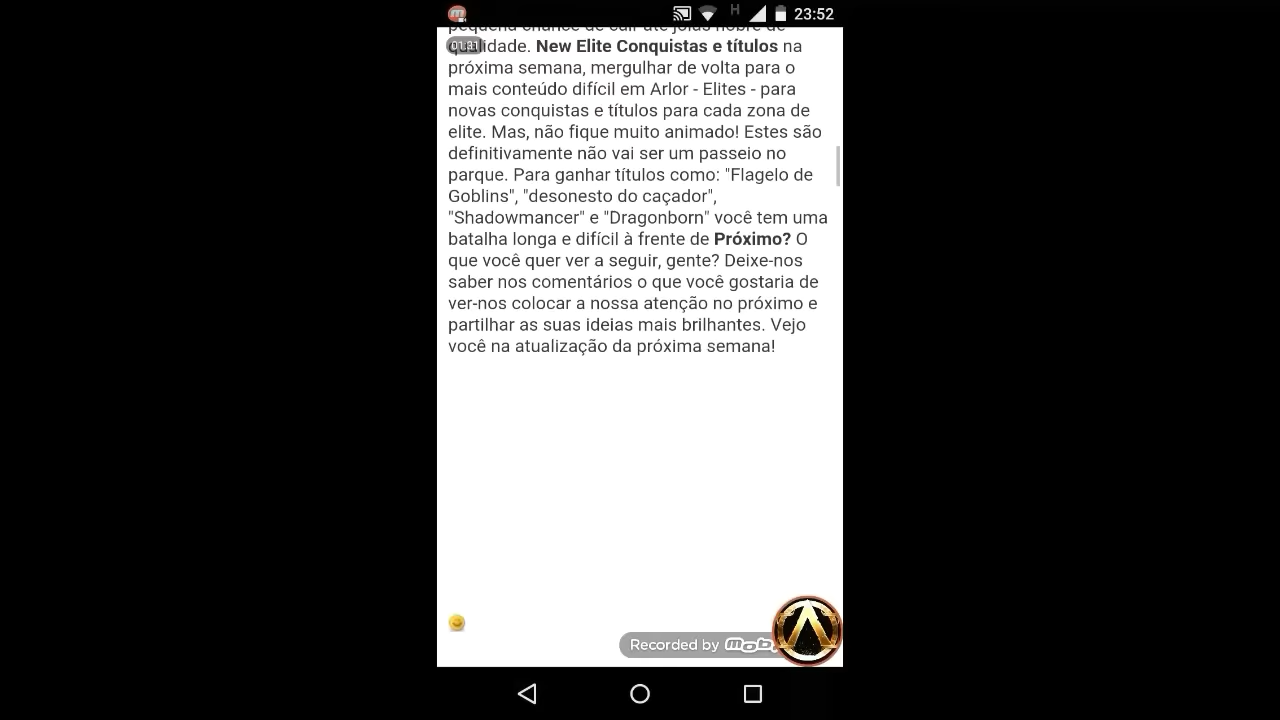 H 23:52
pequena chance de cair até jóias nobre de
01:31
qualidade. New Elite Conquistas e títulos na
próxima semana, mergulhar de volta para o
mais conteúdo difícil em Arlor - Elites - para
novas conquistas e títulos para cada zona de
elite. Mas, não fique muito animado! Estes são
definitivamente não vai ser um passeio no
parque. Para ganhar títulos como: "Flagelo de
Goblins", "desonesto do caçador",
"Shadowmancer" e "Dragonborn" você tem uma
batalha longa e difícil à frente de Próximo? O
que você quer ver a seguir, gente? Deixe-nos
saber nos comentários o que você gostaria de
ver-nos colocar a nossa atenção no próximo e
partilhar as suas ideias mais brilhantes. Vejo
você na atualização da próxima semana!
Recorded by